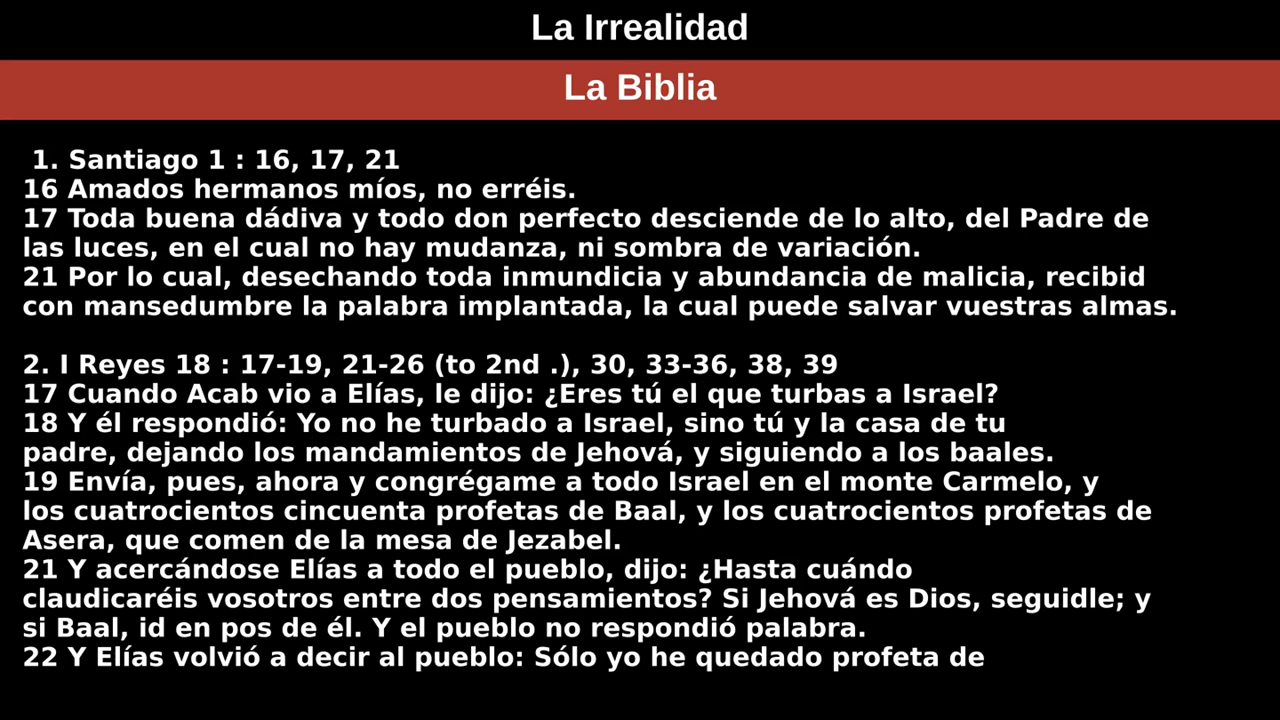 La Irrealidad
La Biblia
1. Santiago 1 : 16, 17, 21
16 Amados hermanos míos, no erréis.
17 Toda buena dádiva y todo don perfecto desciende de lo alto, del Padre de
las luces, en el cual no hay mudanza, ni sombra de variación.
21 Por lo cual, desechando toda inmundicia y abundancia de malicia, recibid
con mansedumbre la palabra implantada, la cual puede salvar vuestras almas.
2. I Reyes 18 : 17-19, 21-26 (to 2nd .), 30, 33-36, 38, 39
17 Cuando Acab vio a Elías, le dijo: ¿Eres tú el que turbas a Israel?
18 Y él respondió: Yo no he turbado a Israel, sino tú y la casa de tu
padre, dejando los mandamientos de Jehová, y siguiendo a los baales.
19 Envía, pues, ahora y congrégame a todo Israel en el monte Carmelo, y
los cuatrocientos cincuenta profetas de Baal, y los cuatrocientos profetas de
Asera, que comen de la mesa de Jezabel.
21 Y acercándose Elías a todo el pueblo, dijo: ¿Hasta cuándo
claudicaréis vosotros entre dos pensamientos? Si Jehová es Dios, seguidle; y
si Baal, id en pos de él. Y el pueblo no respondió palabra.
22 Y Elías volvió a decir al pueblo: Sólo yo he quedado profeta de